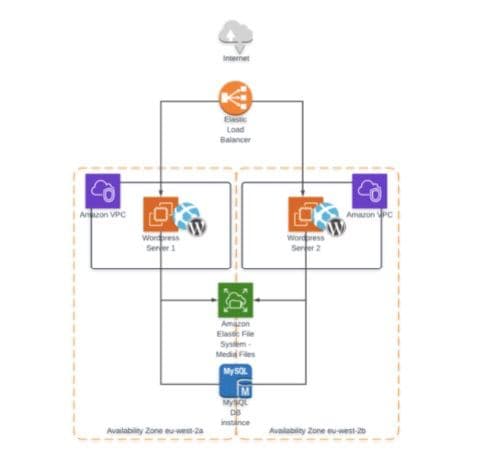 Internet
Elastic
Load
Balancer
Amazon VPC
Amazon VPC
Wordpress
Server 1
Wordpress
Server 2
Amazon
Elastic File
System -
Media Files
MySQL
M
MySQL
DB
instance
Availability Zone eu-west-2a
Availability Zone eu-west-2b